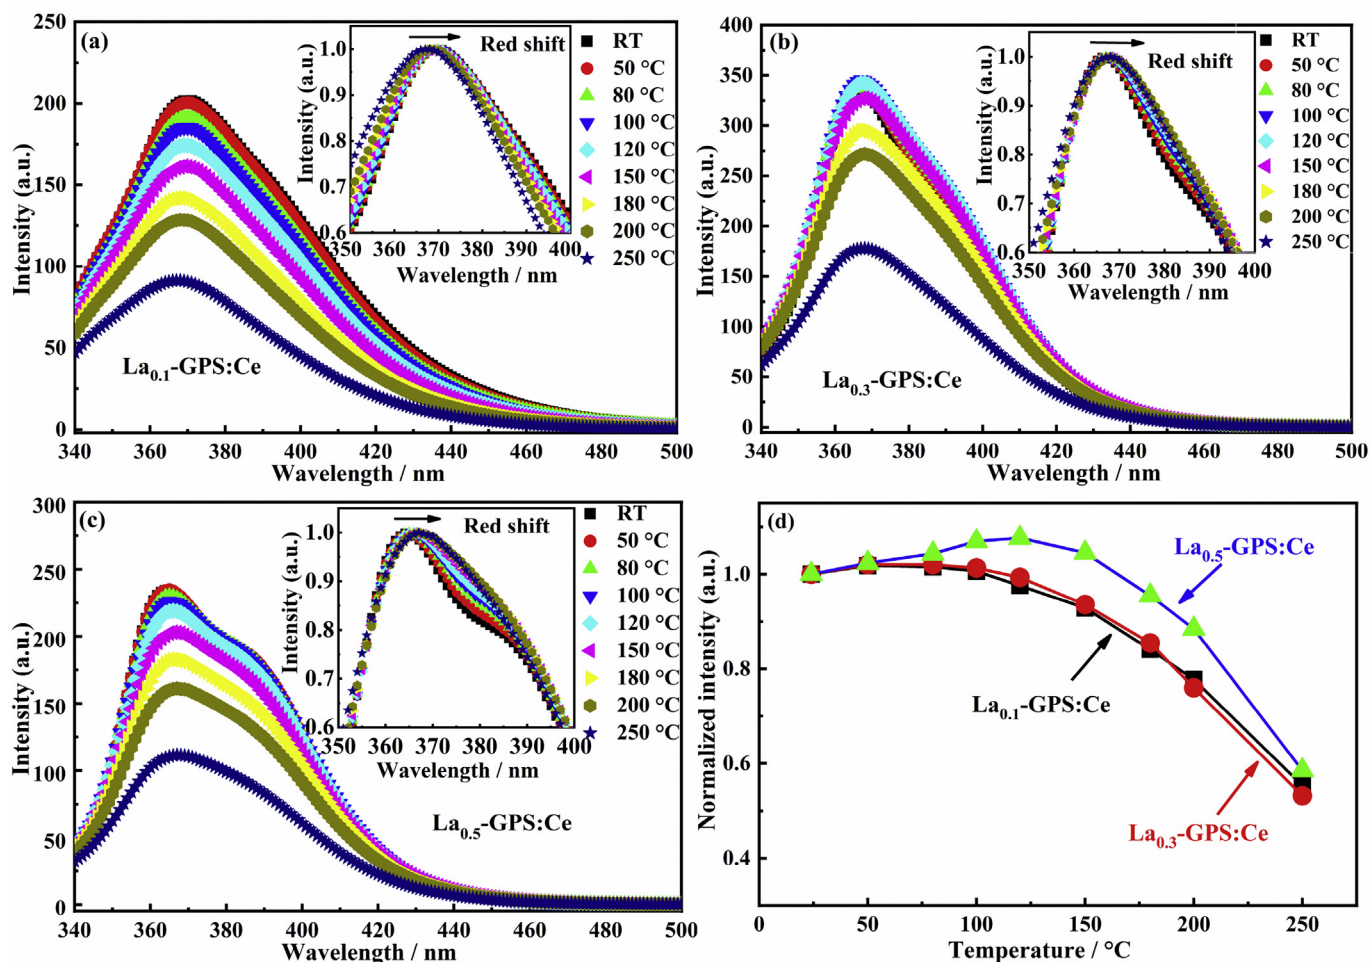 (a)
Intensity (a.u.)
250
200
150
100
50
0
340 360 380 400 420 440 460 480 500
Wavelength / nm
La0.1-GPS:Ce
Intensity (a.u.)
1.0
0.9
0.8
0.7
0.6
350 360 370 380 390 400
Wavelength / nm
Red shift
RT
50 °C
80 °C
100 °C
120 °C
150 °C
180 °C
200 °C
250 °C
(b)
Intensity (a.u.)
400
350
300
250
200
150
100
50
0
340 360 380 400 420 440 460 480 500
Wavelength / nm
La0.3-GPS:Ce
Intensity (a.u.)
1.0
0.9
0.8
0.7
0.6
350 360 370 380 390 400
Wavelength / nm
Red shift
RT
50 °C
80 °C
100 °C
120 °C
150 °C
180 °C
200 °C
250 °C
(c)
Intensity (a.u.)
300
250
200
150
100
50
0
340 360 380 400 420 440 460 480 500
Wavelength / nm
La0.5-GPS:Ce
Intensity (a.u.)
1.0
0.9
0.8
0.7
0.6
350 360 370 380 390 400
Wavelength / nm
Red shift
RT
50 °C
80 °C
100 °C
120 °C
150 °C
180 °C
200 °C
250 °C
(d)
Normalized intensity (a.u.)
1.0
0.8
0.6
0.4
0 50 100 150 200 250
Temperature / °C
La0.5-GPS:Ce
La0.1-GPS:Ce
La0.3-GPS:Ce